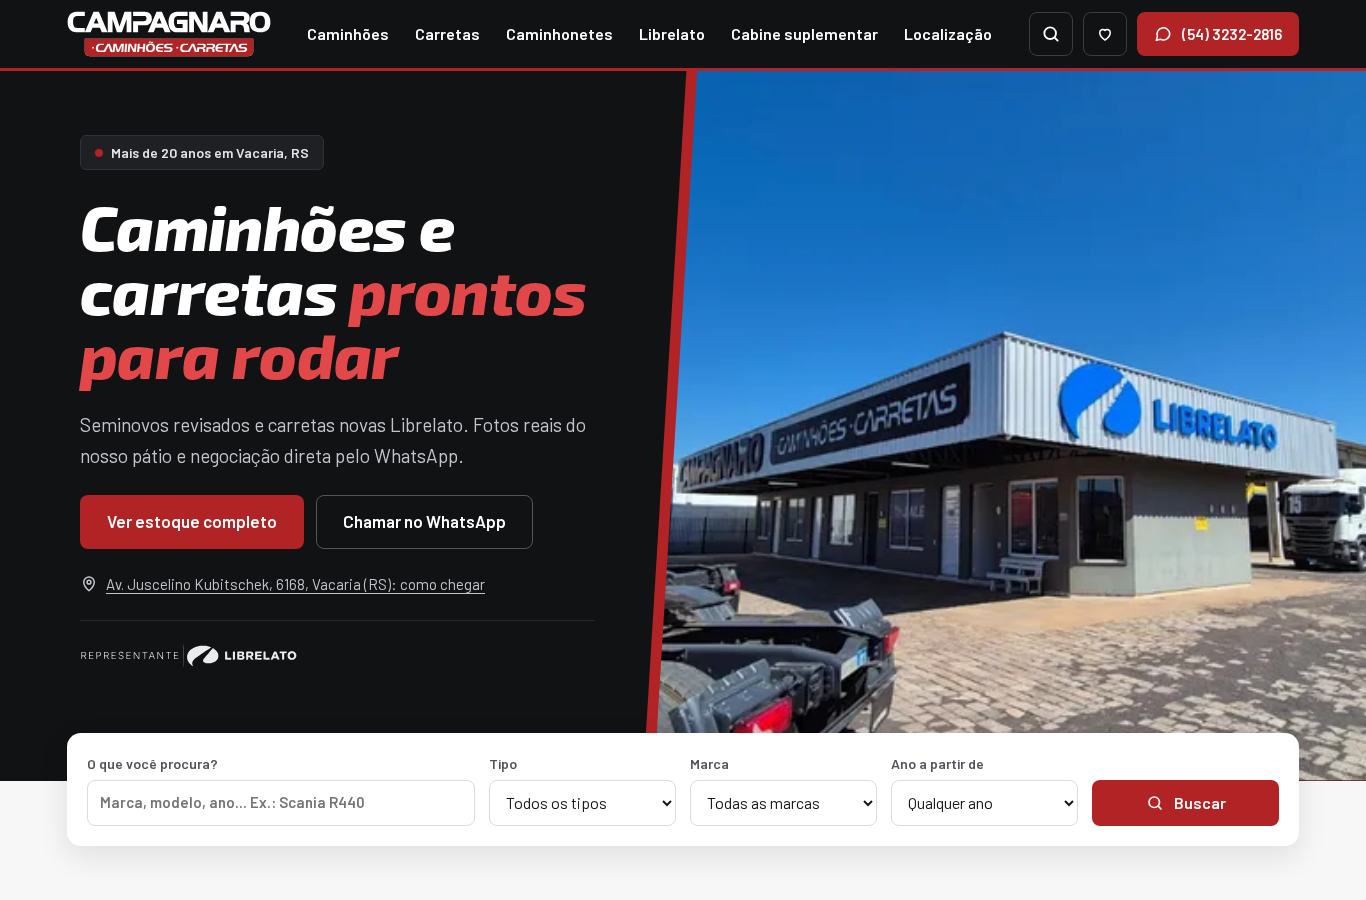 CAMPAGNARO
·CAMINHÕES ·CARRETAS
Caminhões
Carretas
Caminhonetes
Librelato
Cabine suplementar
Localização
(54) 3232-2816
Mais de 20 anos em Vacaria, RS
Caminhões e
carretas prontos
para rodar
Seminovos revisados e carretas novas Librelato. Fotos reais do
nosso pátio e negociação direta pelo WhatsApp.
Ver estoque completo
Chamar no WhatsApp
Av. Juscelino Kubitschek, 6168, Vacaria (RS): como chegar
REPRESENTANTE LIBRELATO
CAMPAGNARO
CAMINHÕES·CARRETAS
LIBRELATO
15
O que você procura?
Tipo
Marca
Ano a partir de
Marca, modelo, ano... Ex.: Scania R440
Todos os tipos
Todas as marcas
Qualquer ano
Buscar